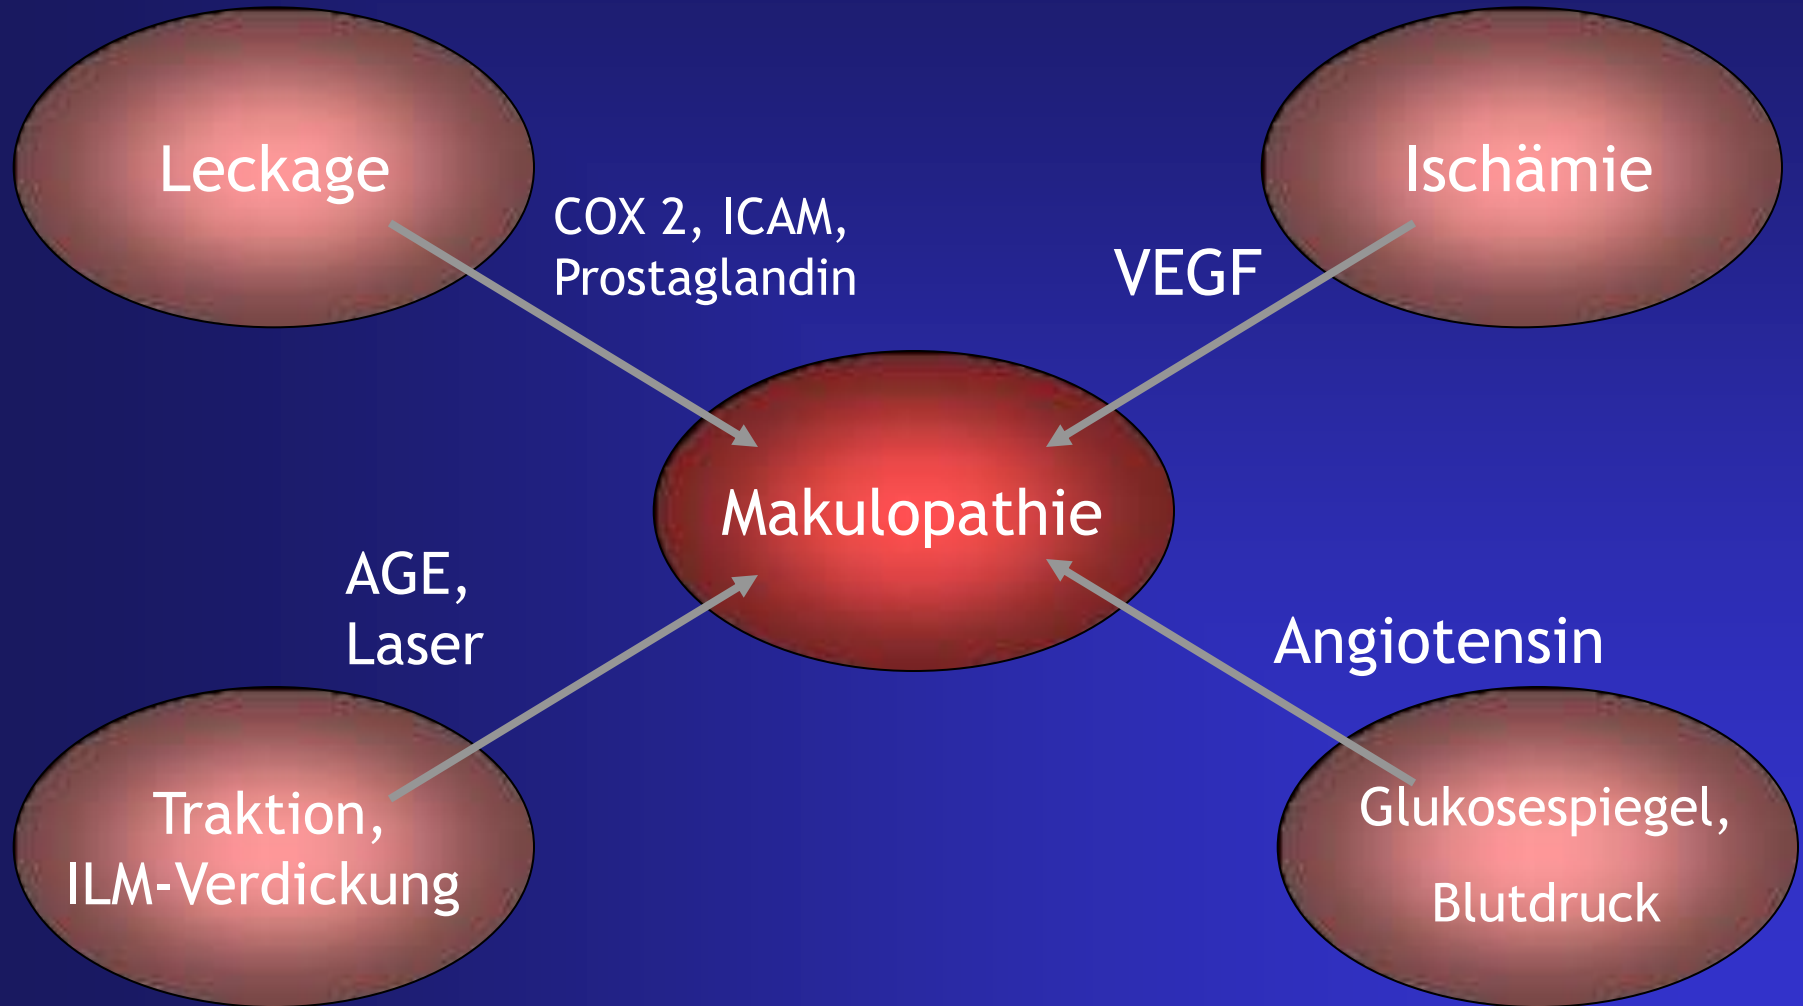 Leckage
Ischämie
COX 2, ICAM,
Prostaglandin
VEGF
Makulopathie
AGE,
Laser
Angiotensin
Traktion,
ILM-Verdickung
Glukosespiegel,
Blutdruck